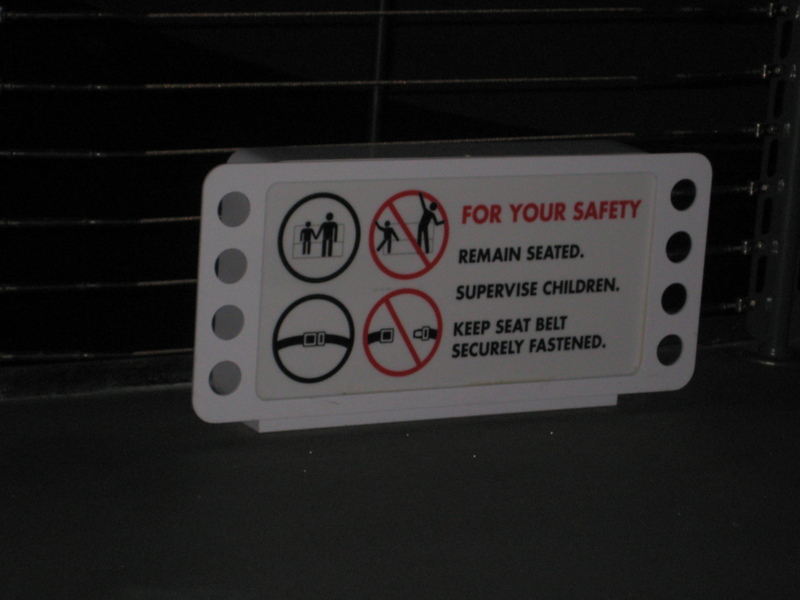 FOR YOUR SAFETY
REMAIN SEATED.
SUPERVISE CHILDREN.
KEEP SEAT BELT
SECURELY FASTENED.